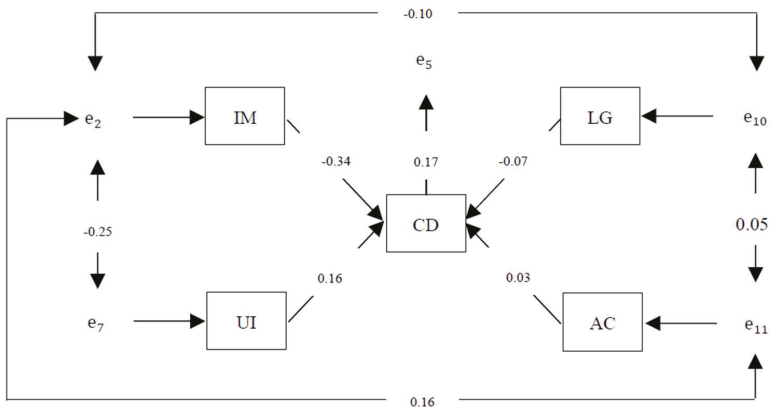 -0.10
e₅
e₂ IM LG e₁₀
-0.34 0.17 -0.07
-0.25 CD 0.05
0.16 0.03
e₇ UI AC e₁₁
0.16